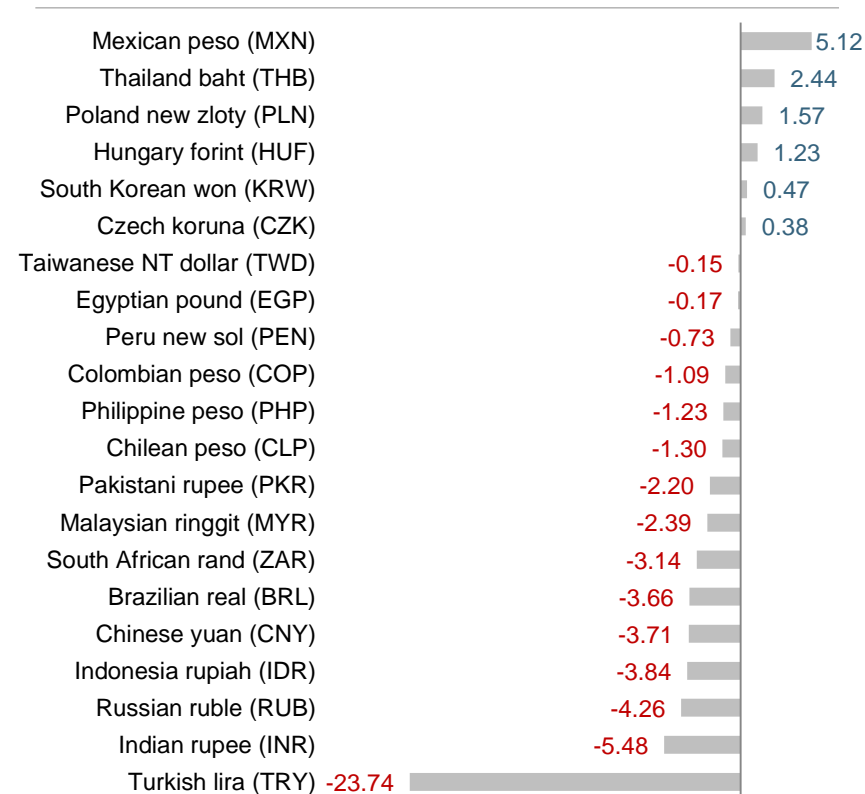 Mexican peso (MXN) 5.12
Thailand baht (THB) 2.44
Poland new zloty (PLN) 1.57
Hungary forint (HUF) 1.23
South Korean won (KRW) 0.47
Czech koruna (CZK) 0.38
Taiwanese NT dollar (TWD) -0.15
Egyptian pound (EGP) -0.17
Peru new sol (PEN) -0.73
Colombian peso (COP) -1.09
Philippine peso (PHP) -1.23
Chilean peso (CLP) -1.30
Pakistani rupee (PKR) -2.20
Malaysian ringgit (MYR) -2.39
South African rand (ZAR) -3.14
Brazilian real (BRL) -3.66
Chinese yuan (CNY) -3.71
Indonesia rupiah (IDR) -3.84
Russian ruble (RUB) -4.26
Indian rupee (INR) -5.48
Turkish lira (TRY) -23.74